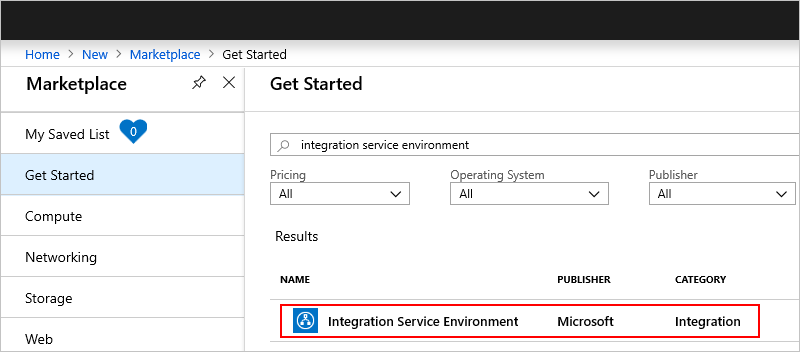 Home > New > Marketplace > Get Started
Marketplace
Get Started
My Saved List 0
Get Started
Compute
Networking
Storage
Web
integration service environment
Pricing Operating System Publisher
All All All
Results
NAME PUBLISHER CATEGORY
Integration Service Environment Microsoft Integration